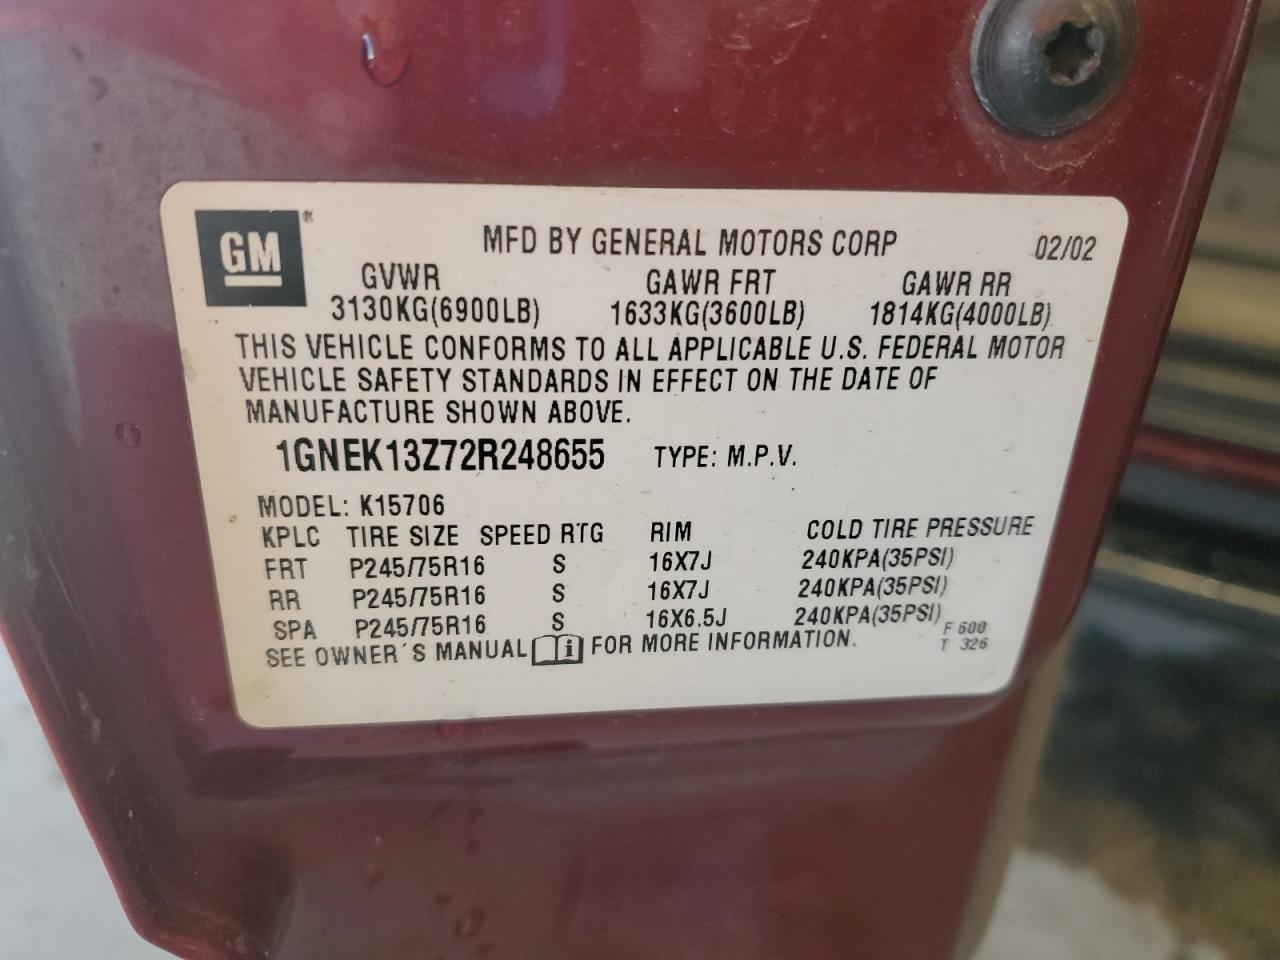 GM®
MFD BY GENERAL MOTORS CORP 02/02
GVWR GAWR FRT GAWR RR
3130KG(6900LB) 1633KG(3600LB) 1814KG(4000LB)
THIS VEHICLE CONFORMS TO ALL APPLICABLE U.S. FEDERAL MOTOR
VEHICLE SAFETY STANDARDS IN EFFECT ON THE DATE OF
MANUFACTURE SHOWN ABOVE.
1GNEK13Z72R248655 TYPE: M.P.V.
MODEL: K15706
KPLC TIRE SIZE SPEED RTG RIM COLD TIRE PRESSURE
FRT P245/75R16 S 16X7J 240KPA(35PSI)
RR P245/75R16 S 16X7J 240KPA(35PSI)
SPA P245/75R16 S 16X6.5J 240KPA(35PSI)
F 600
SEE OWNER'S MANUAL i FOR MORE INFORMATION. T 326